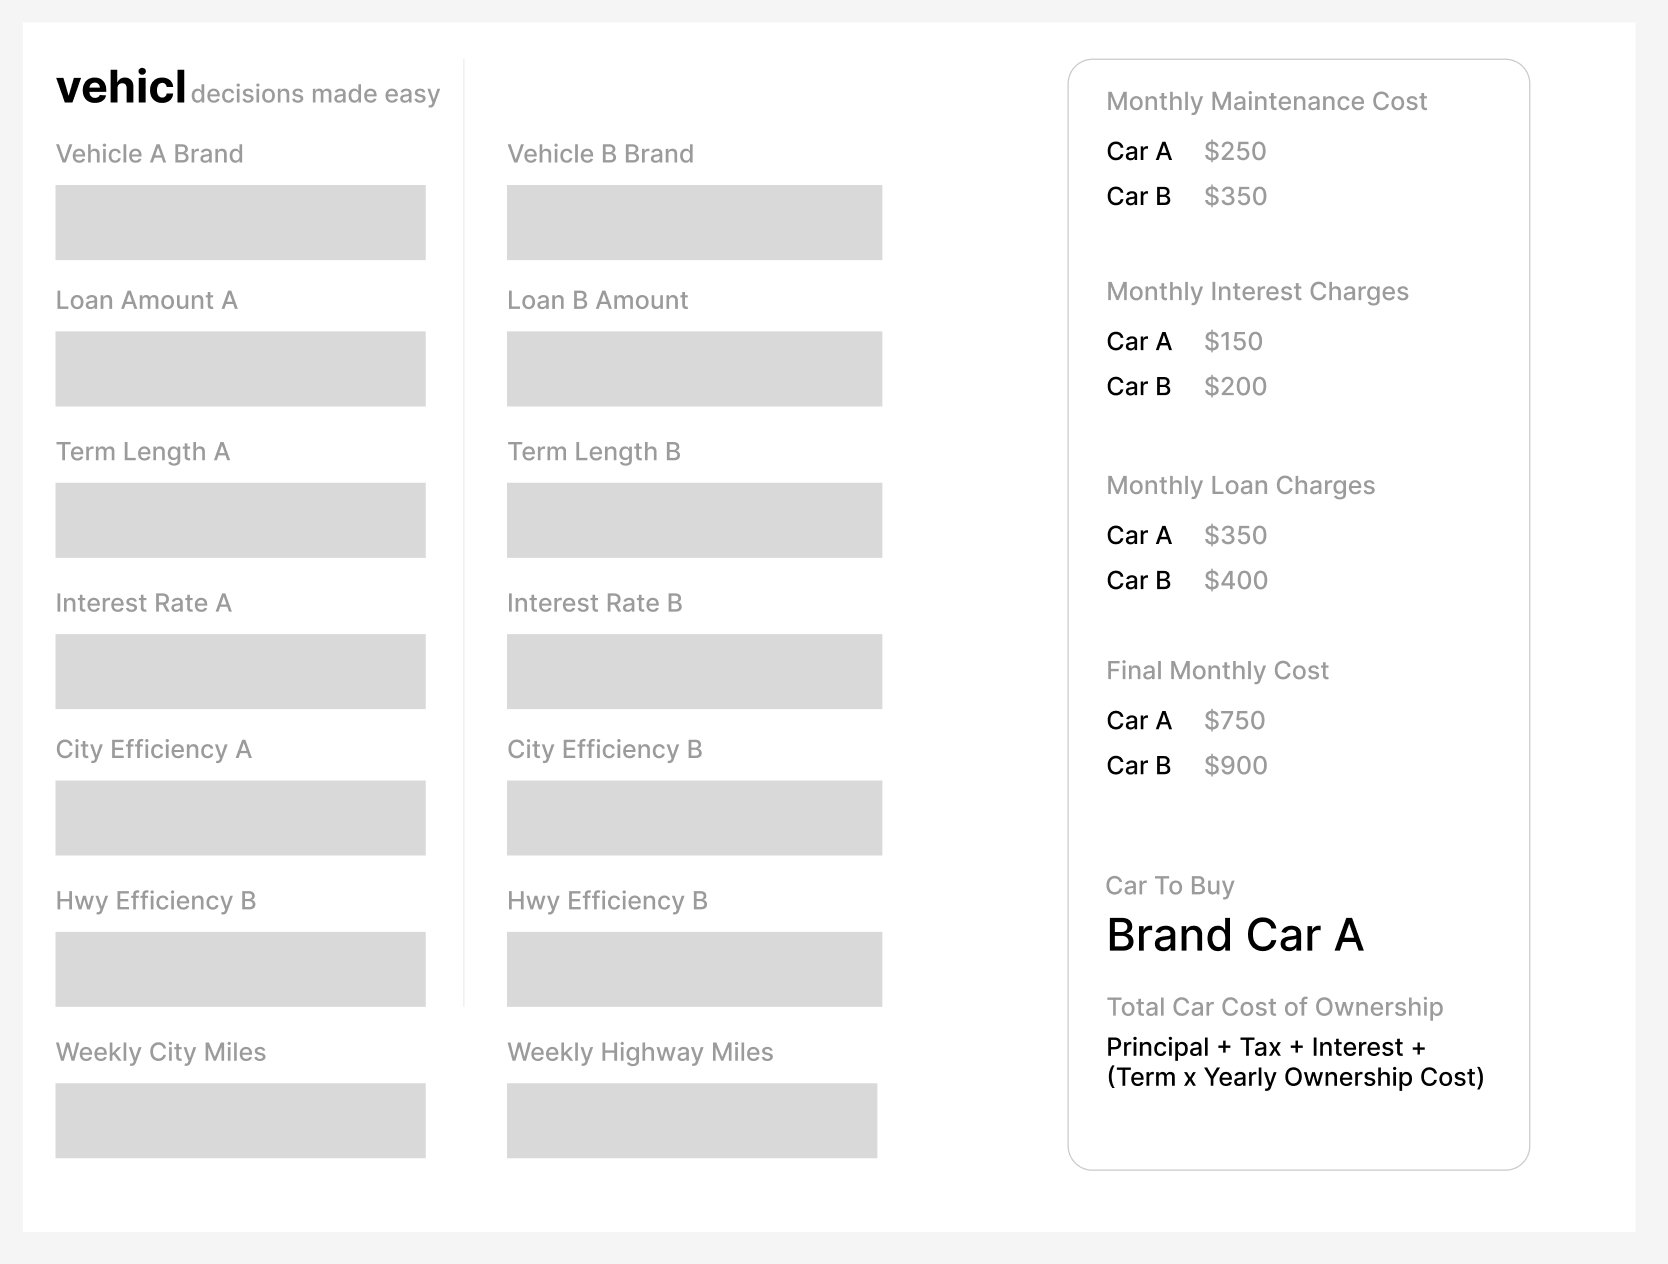 vehicl decisions made easy
Vehicle A Brand
Loan Amount A
Term Length A
Interest Rate A
City Efficiency A
Hwy Efficiency B
Weekly City Miles
Vehicle B Brand
Loan B Amount
Term Length B
Interest Rate B
City Efficiency B
Hwy Efficiency B
Weekly Highway Miles
Monthly Maintenance Cost
Car A $250
Car B $350
Monthly Interest Charges
Car A $150
Car B $200
Monthly Loan Charges
Car A $350
Car B $400
Final Monthly Cost
Car A $750
Car B $900
Car To Buy
Brand Car A
Total Car Cost of Ownership
Principal + Tax + Interest +
(Term x Yearly Ownership Cost)